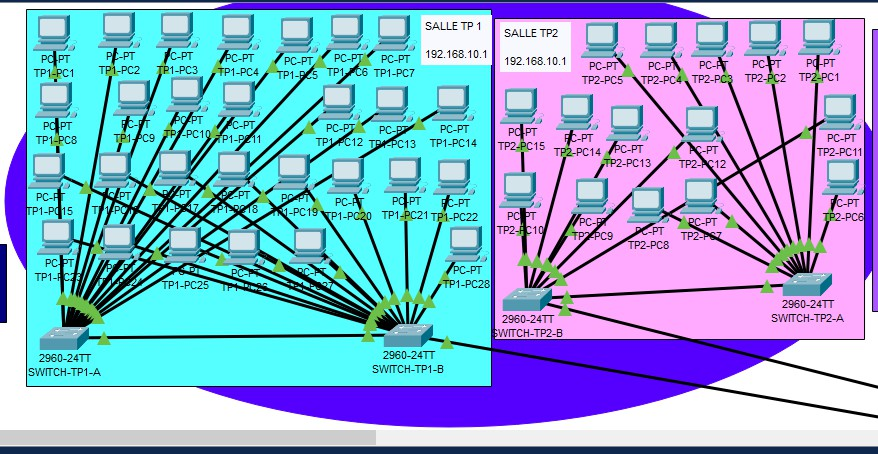 SALLE TP 1
192.168.10.1
PC-PT
TP1-PC1
PC-PT
TP1-PC2
PC-PT
TP1-PC3
PC-PT
TP1-PC4
PC-PT
TP1-PC5
PC-PT
TP1-PC6
PC-PT
TP1-PC7
PC-PT
TP1-PC8
PC-PT
TP1-PC9
PC-PT
TP1-PC10
PC-PT
TP1-PC11
PC-PT
TP1-PC12
PC-PT
TP1-PC13
PC-PT
TP1-PC14
PC-PT
TP1-PC15
PC-PT
PC-PT
TP1-PC17
PC-PT
TP1-PC18
PC-PT
TP1-PC19
PC-PT
TP1-PC20
PC-PT
TP1-PC21
PC-PT
TP1-PC22
PC-PT
TP1-PC23
PC-PT
TP1-PC24
PC-PT
TP1-PC25
PC-PT
TP1-PC26
PC-PT
TP1-PC27
PC-PT
TP1-PC28
2960-24TT
SWITCH-TP1-A
2960-24TT
SWITCH-TP1-B
SALLE TP2
192.168.10.1
PC-PT
TP2-PC5
PC-PT
TP2-PC4
PC-PT
TP2-PC3
PC-PT
TP2-PC2
PC-PT
TP2-PC1
PC-PT
TP2-PC15
PC-PT
TP2-PC14
PC-PT
TP2-PC13
PC-PT
TP2-PC12
PC-PT
TP2-PC11
PC-PT
TP2-PC10
PC-PT
TP2-PC9
PC-PT
TP2-PC8
PC-PT
TP2-PC7
PC-PT
TP2-PC6
2960-24TT
SWITCH-TP2-B
2960-24TT
SWITCH-TP2-A